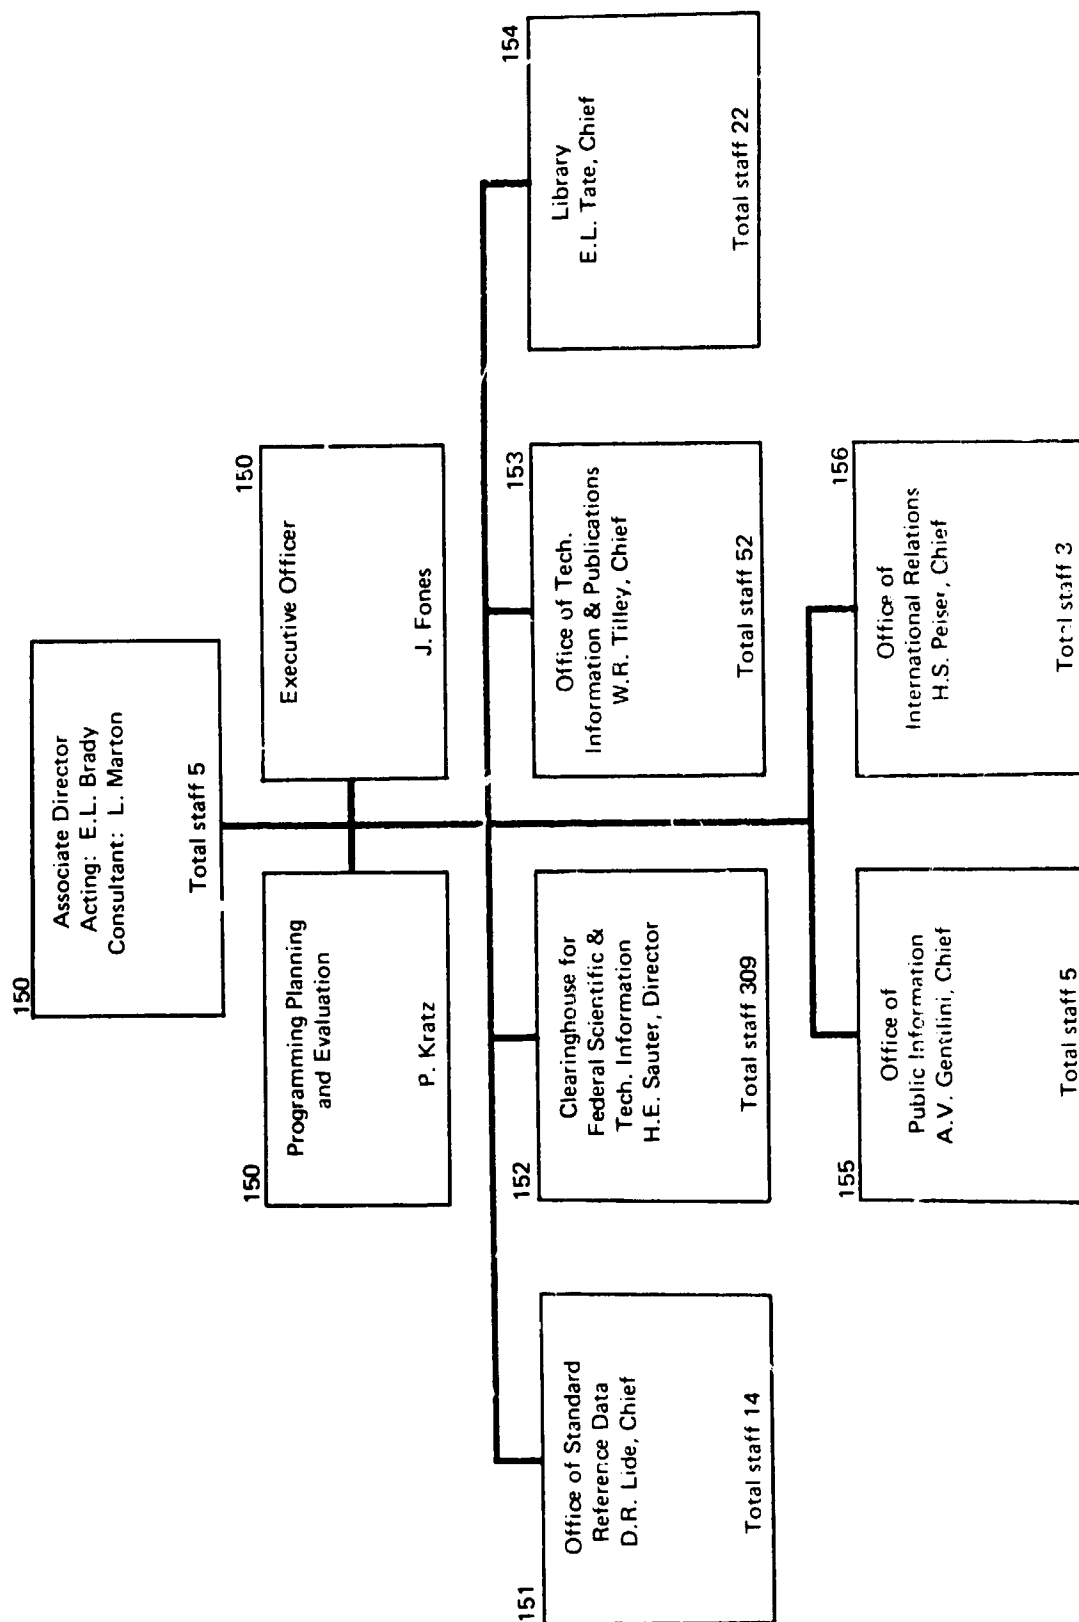 150
Associate Director
Acting: E.L. Brady
Consultant: L. Marton
Total staff 5
150
Programming Planning
and Evaluation
P. Kratz
150
Executive Officer
J. Fones
151
Office of Standard
Reference Data
D.R. Lide, Chief
Total staff 14
152
Clearinghouse for
Federal Scientific &
Tech. Information
H.E. Sauter, Director
Total staff 309
153
Office of Tech.
Information & Publications
W.R. Tilley, Chief
Total staff 52
154
Library
E.L. Tate, Chief
Total staff 22
155
Office of
Public Information
A.V. Gentilini, Chief
Total staff 5
156
Office of
International Relations
H.S. Peiser, Chief
Total staff 3